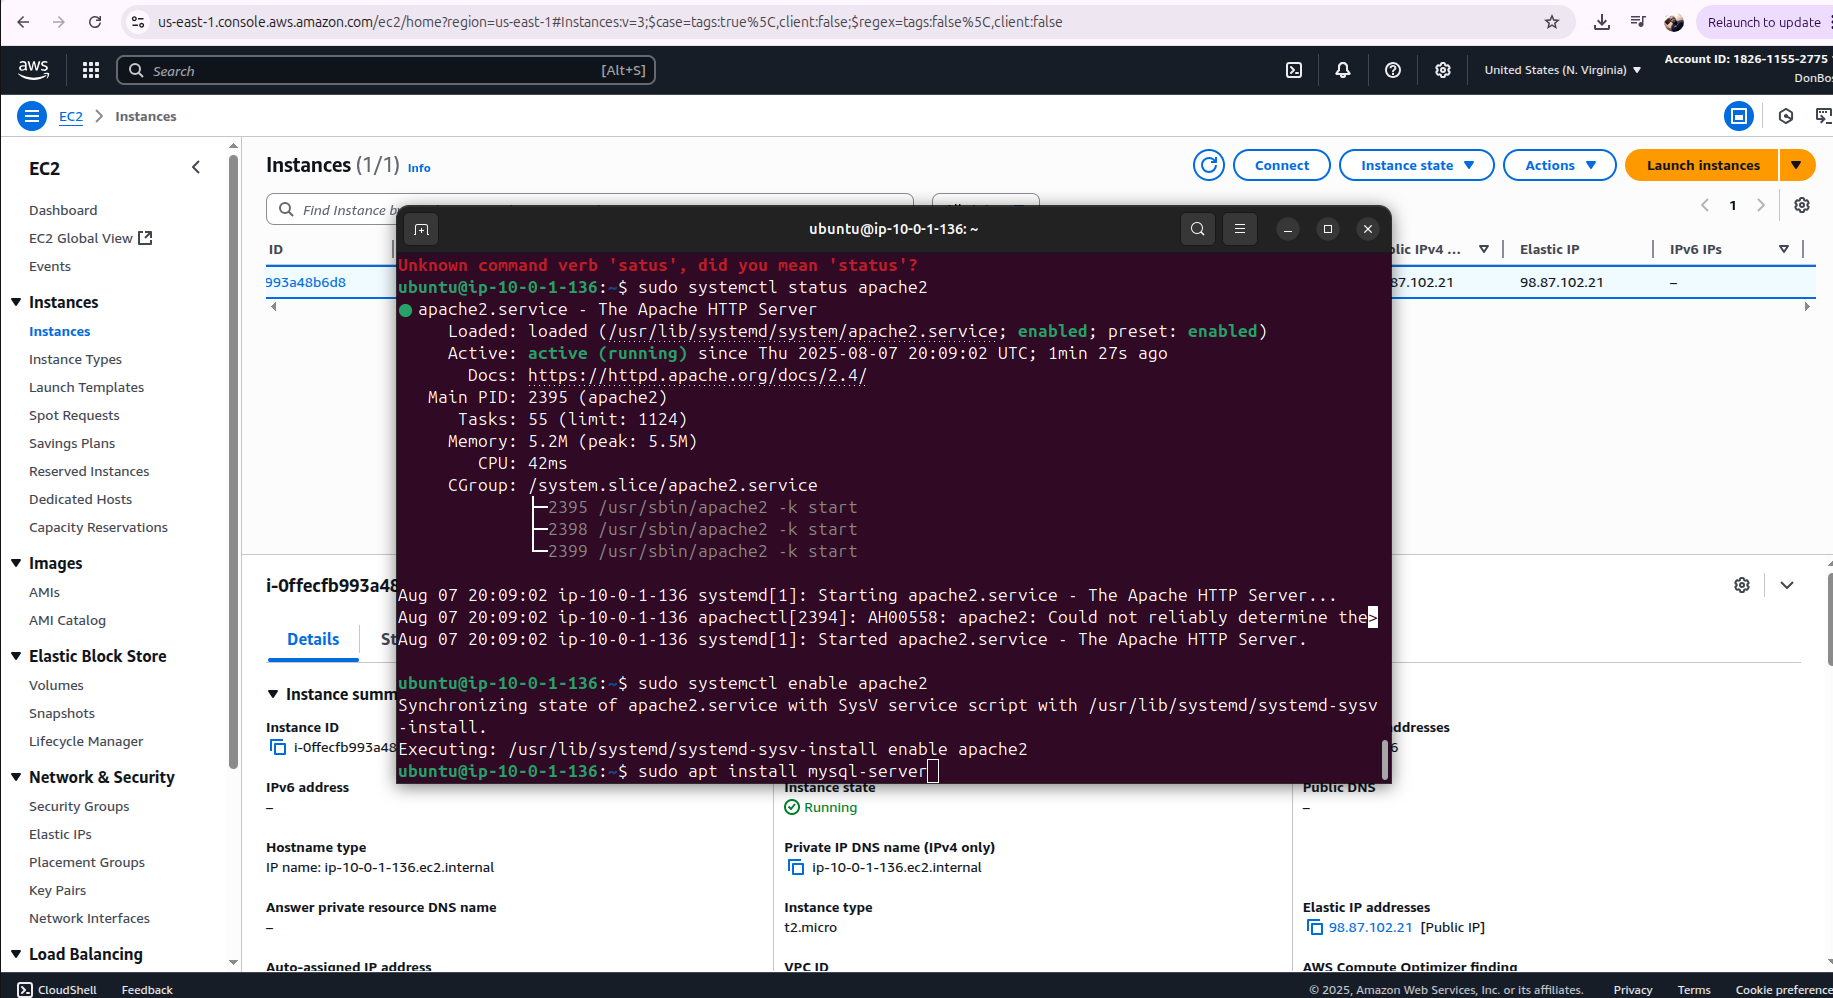 us-east-1.console.aws.amazon.com/ec2/home?region=us-east-1#Instances:v=3;$case=tags:true%5C,client:false;$regex=tags:false%5C,client:false
Relaunch to update
aws
Search
[Alt+S]
United States (N. Virginia)
Account ID: 1826-1155-2775
DonBos
EC2
Instances
EC2
Dashboard
EC2 Global View
Events
Instances
Instances
Instance Types
Launch Templates
Spot Requests
Savings Plans
Reserved Instances
Dedicated Hosts
Capacity Reservations
Images
AMIs
AMI Catalog
Elastic Block Store
Volumes
Snapshots
Lifecycle Manager
Network & Security
Security Groups
Elastic IPs
Placement Groups
Key Pairs
Network Interfaces
Load Balancing
Instances (1/1) Info
Connect
Instance state
Actions
Launch instances
Find Instance b
1
ID
blic IPv4 ...
Elastic IP
IPv6 IPs
993a48b6d8
87.102.21
98.87.102.21
–
ubuntu@ip-10-0-1-136: ~
Unknown command verb 'satus', did you mean 'status'?
ubuntu@ip-10-0-1-136:~$ sudo systemctl status apache2
● apache2.service - The Apache HTTP Server
Loaded: loaded (/usr/lib/systemd/system/apache2.service; enabled; preset: enabled)
Active: active (running) since Thu 2025-08-07 20:09:02 UTC; 1min 27s ago
Docs: https://httpd.apache.org/docs/2.4/
Main PID: 2395 (apache2)
Tasks: 55 (limit: 1124)
Memory: 5.2M (peak: 5.5M)
CPU: 42ms
CGroup: /system.slice/apache2.service
├─2395 /usr/sbin/apache2 -k start
├─2398 /usr/sbin/apache2 -k start
└─2399 /usr/sbin/apache2 -k start
Aug 07 20:09:02 ip-10-0-1-136 systemd[1]: Starting apache2.service - The Apache HTTP Server...
Aug 07 20:09:02 ip-10-0-1-136 apachectl[2394]: AH00558: apache2: Could not reliably determine the>
Aug 07 20:09:02 ip-10-0-1-136 systemd[1]: Started apache2.service - The Apache HTTP Server.
ubuntu@ip-10-0-1-136:~$ sudo systemctl enable apache2
Synchronizing state of apache2.service with SysV service script with /usr/lib/systemd/systemd-sysv
-install.
Executing: /usr/lib/systemd/systemd-sysv-install enable apache2
ubuntu@ip-10-0-1-136:~$ sudo apt install mysql-server
i-0ffecfb993a48
Details
St
Instance summ
Instance ID
i-0ffecfb993a48
ddresses
6
IPv6 address
–
Instance state
Running
Public DNS
–
Hostname type
IP name: ip-10-0-1-136.ec2.internal
Private IP DNS name (IPv4 only)
ip-10-0-1-136.ec2.internal
Answer private resource DNS name
–
Instance type
t2.micro
Elastic IP addresses
98.87.102.21 [Public IP]
Auto-assigned IP address
VPC ID
AWS Compute Optimizer finding
CloudShell
Feedback
© 2025, Amazon Web Services, Inc. or its affiliates.
Privacy
Terms
Cookie preference